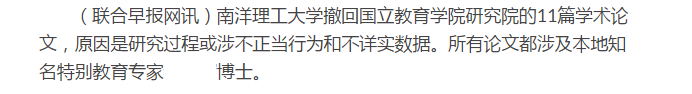 （联合早报网讯）南洋理工大学撤回国立教育学院研究院的11篇学术论
文，原因是研究过程或涉不正当行为和不详实数据。所有论文都涉及本地知
名特别教育专家 博士。